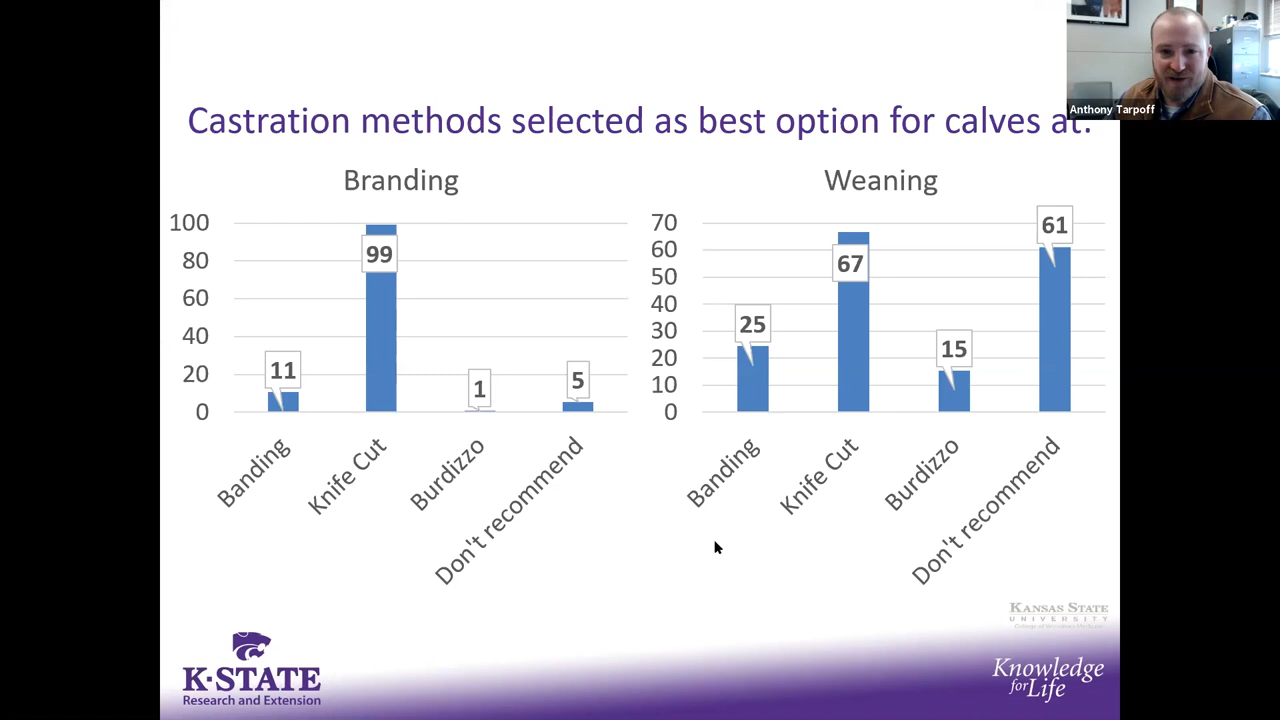 Anthony Tarpoff
Castration methods selected as best option for calves at:
Branding
100
80
60
40
20
0
11
99
1
5
Banding
Knife Cut
Burdizzo
Don't recommend
Weaning
70
60
50
40
30
20
10
0
25
67
15
61
Banding
Knife Cut
Burdizzo
Don't recommend
KANSAS STATE
UNIVERSITY
K-STATE
Research and Extension
Knowledge
for Life